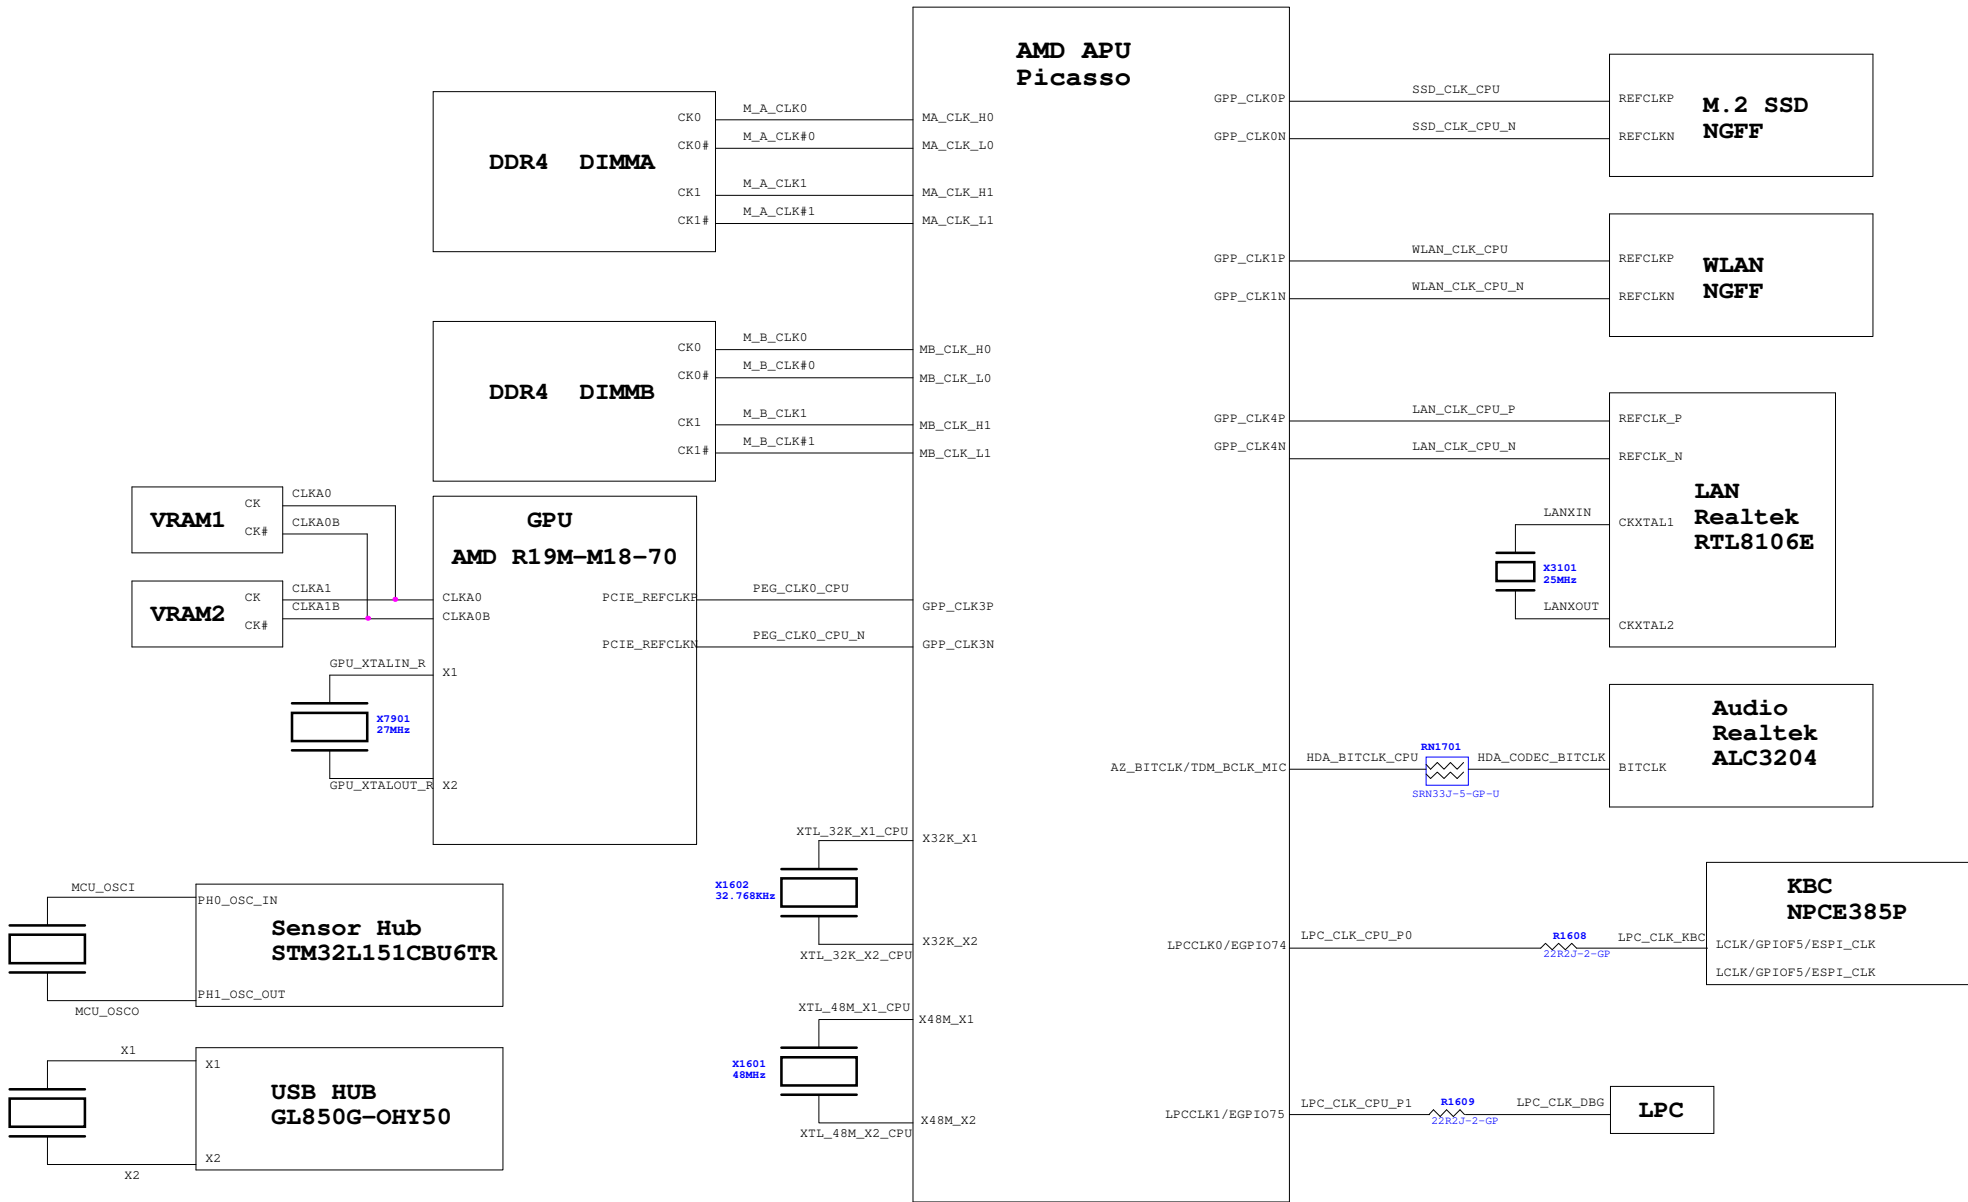 AMD APU
Picasso
DDR4 DIMMA
CK0
CK0#
CK1
CK1#
M_A_CLK0
M_A_CLK#0
M_A_CLK1
M_A_CLK#1
MA_CLK_H0
MA_CLK_L0
MA_CLK_H1
MA_CLK_L1
DDR4 DIMMB
CK0
CK0#
CK1
CK1#
M_B_CLK0
M_B_CLK#0
M_B_CLK1
M_B_CLK#1
MB_CLK_H0
MB_CLK_L0
MB_CLK_H1
MB_CLK_L1
VRAM1
CK
CK#
CLKA0
CLKA0B
VRAM2
CK
CK#
CLKA1
CLKA1B
GPU
AMD R19M-M18-70
CLKA0
CLKA0B
PCIE_REFCLKP
PCIE_REFCLKN
PEG_CLK0_CPU
PEG_CLK0_CPU_N
GPP_CLK3P
GPP_CLK3N
GPU_XTALIN_R
X1
X7901
27MHz
GPU_XTALOUT_R
X2
XTL_32K_X1_CPU
X32K_X1
X1602
32.768KHz
X32K_X2
XTL_32K_X2_CPU
XTL_48M_X1_CPU
X48M_X1
X1601
48MHz
X48M_X2
XTL_48M_X2_CPU
MCU_OSCI
PH0_OSC_IN
Sensor Hub
STM32L151CBU6TR
PH1_OSC_OUT
MCU_OSCO
X1
X1
USB HUB
GL850G-OHY50
X2
X2
GPP_CLK0P
GPP_CLK0N
SSD_CLK_CPU
SSD_CLK_CPU_N
REFCLKP
REFCLKN
M.2 SSD
NGFF
GPP_CLK1P
GPP_CLK1N
WLAN_CLK_CPU
WLAN_CLK_CPU_N
REFCLKP
REFCLKN
WLAN
NGFF
GPP_CLK4P
GPP_CLK4N
LAN_CLK_CPU_P
LAN_CLK_CPU_N
REFCLK_P
REFCLK_N
LAN
Realtek
RTL8106E
LANXIN
CKXTAL1
X3101
25MHz
LANXOUT
CKXTAL2
AZ_BITCLK/TDM_BCLK_MIC
HDA_BITCLK_CPU
RN1701
SRN33J-5-GP-U
HDA_CODEC_BITCLK
BITCLK
Audio
Realtek
ALC3204
LPCCLK0/EGPIO74
LPC_CLK_CPU_P0
R1608
22R2J-2-GP
LPC_CLK_KBC
KBC
NPCE385P
LCLK/GPIOF5/ESPI_CLK
LCLK/GPIOF5/ESPI_CLK
LPCCLK1/EGPIO75
LPC_CLK_CPU_P1
R1609
22R2J-2-GP
LPC_CLK_DBG
LPC